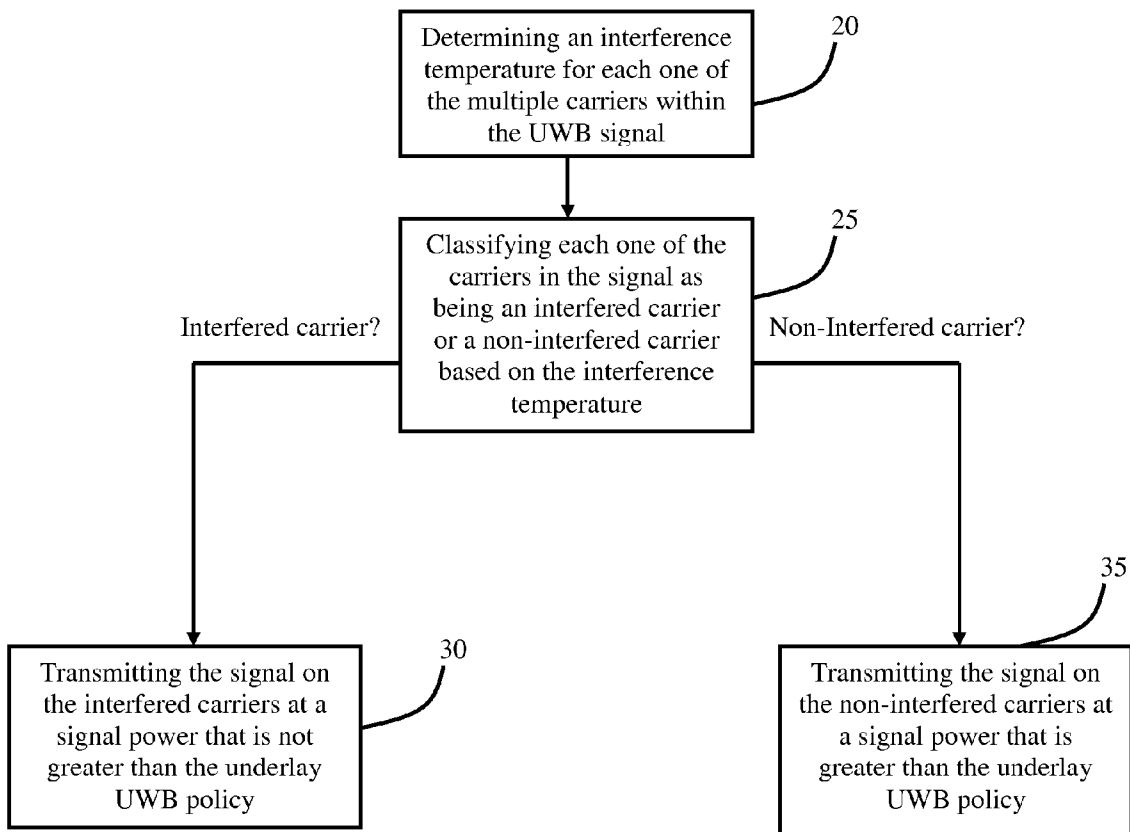 Determining an interference
temperature for each one of
the multiple carriers within
the UWB signal
20
Classifying each one of the
carriers in the signal as
being an interfered carrier
or a non-interfered carrier
based on the interference
temperature
25
Interfered carrier?
Non-Interfered carrier?
Transmitting the signal on
the interfered carriers at a
signal power that is not
greater than the underlay
UWB policy
30
Transmitting the signal on
the non-interfered carriers at
a signal power that is
greater than the underlay
UWB policy
35